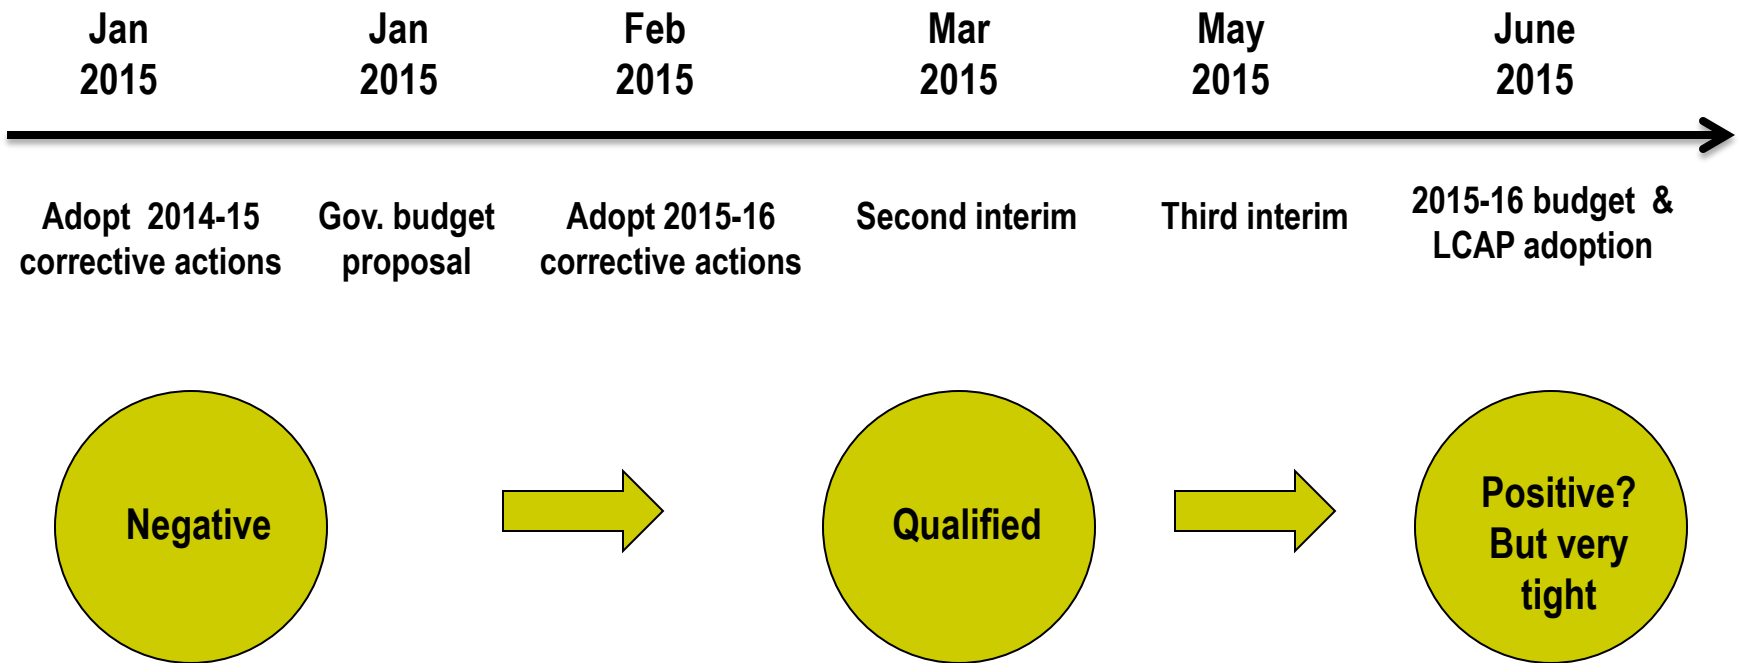 Jan
2015
Jan
2015
Feb
2015
Mar
2015
May
2015
June
2015
Adopt 2014-15
corrective actions
Gov. budget
proposal
Adopt 2015-16
corrective actions
Second interim
Third interim
2015-16 budget &
LCAP adoption
Negative
Qualified
Positive?
But very
tight